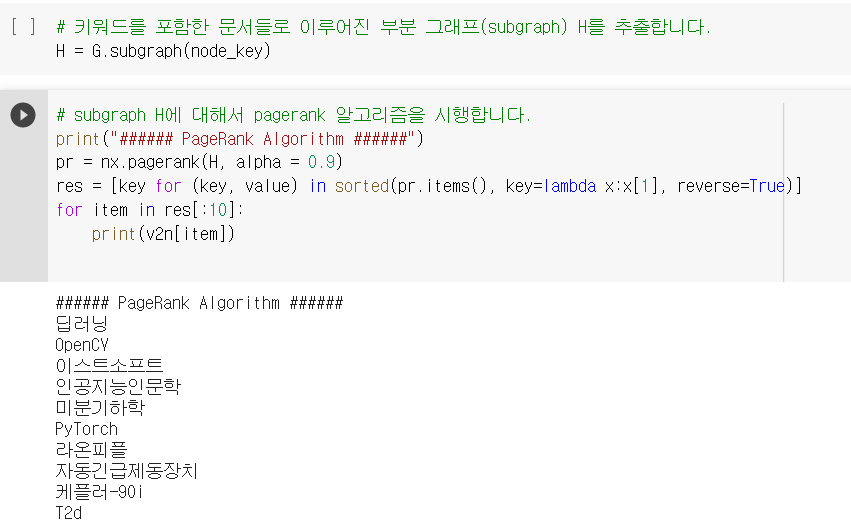 [ ] # 키워드를 포함한 문서들로 이루어진 부분 그래프(subgraph) H를 추출합니다.
H = G.subgraph(node_key)
# subgraph H에 대해서 pagerank 알고리즘을 시행합니다.
print("###### PageRank Algorithm ######")
pr = nx.pagerank(H, alpha = 0.9)
res = [key for (key, value) in sorted(pr.items(), key=lambda x:x[1], reverse=True)]
for item in res[:10]:
    print(v2n[item])
###### PageRank Algorithm ######
딥러닝
OpenCV
이스트소프트
인공지능인문학
미분기하학
PyTorch
라온피플
자동긴급제동장치
케플러-90i
T2d